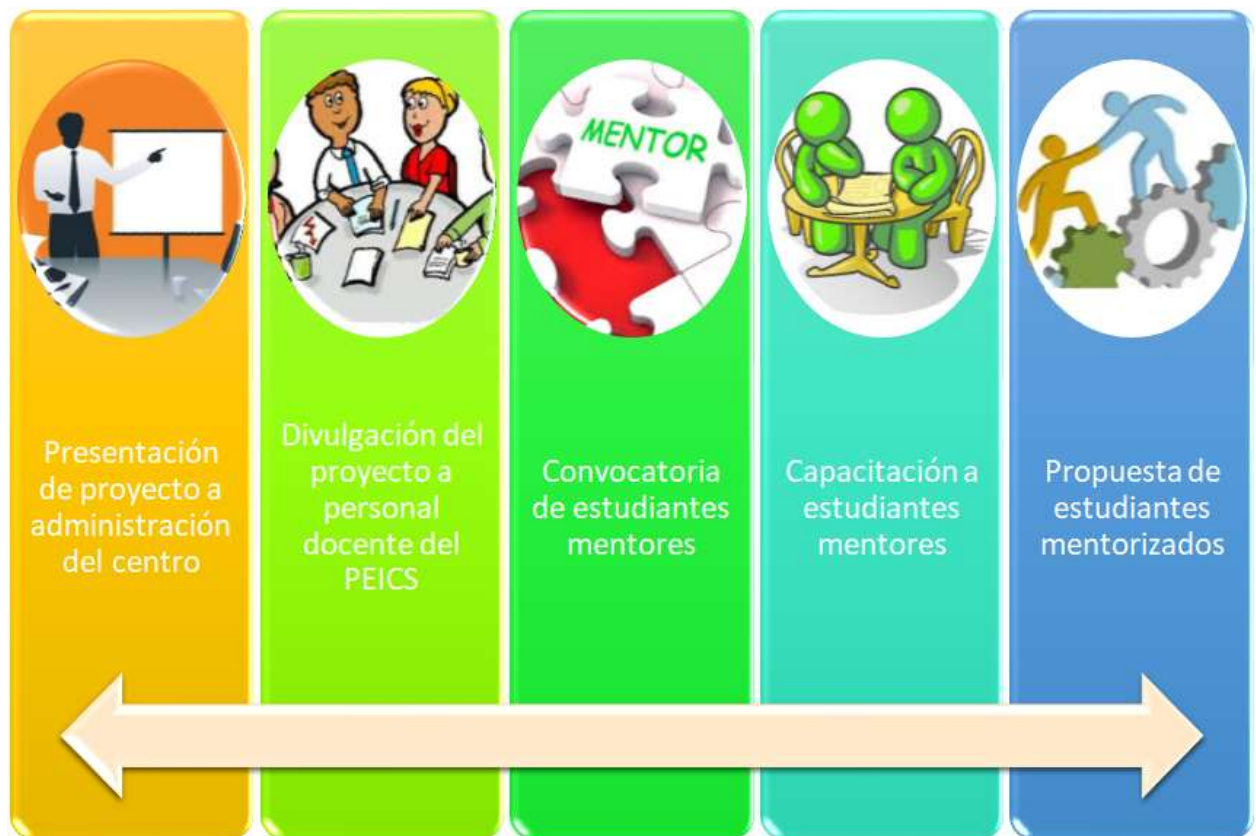 MENTOR
Presentación
de proyecto a
administración
del centro
Divulgación del
proyecto a
personal
docente del
PEICS
Convocatoria
de estudiantes
mentores
Capacitación a
estudiantes
mentores
Propuesta de
estudiantes
mentorizados